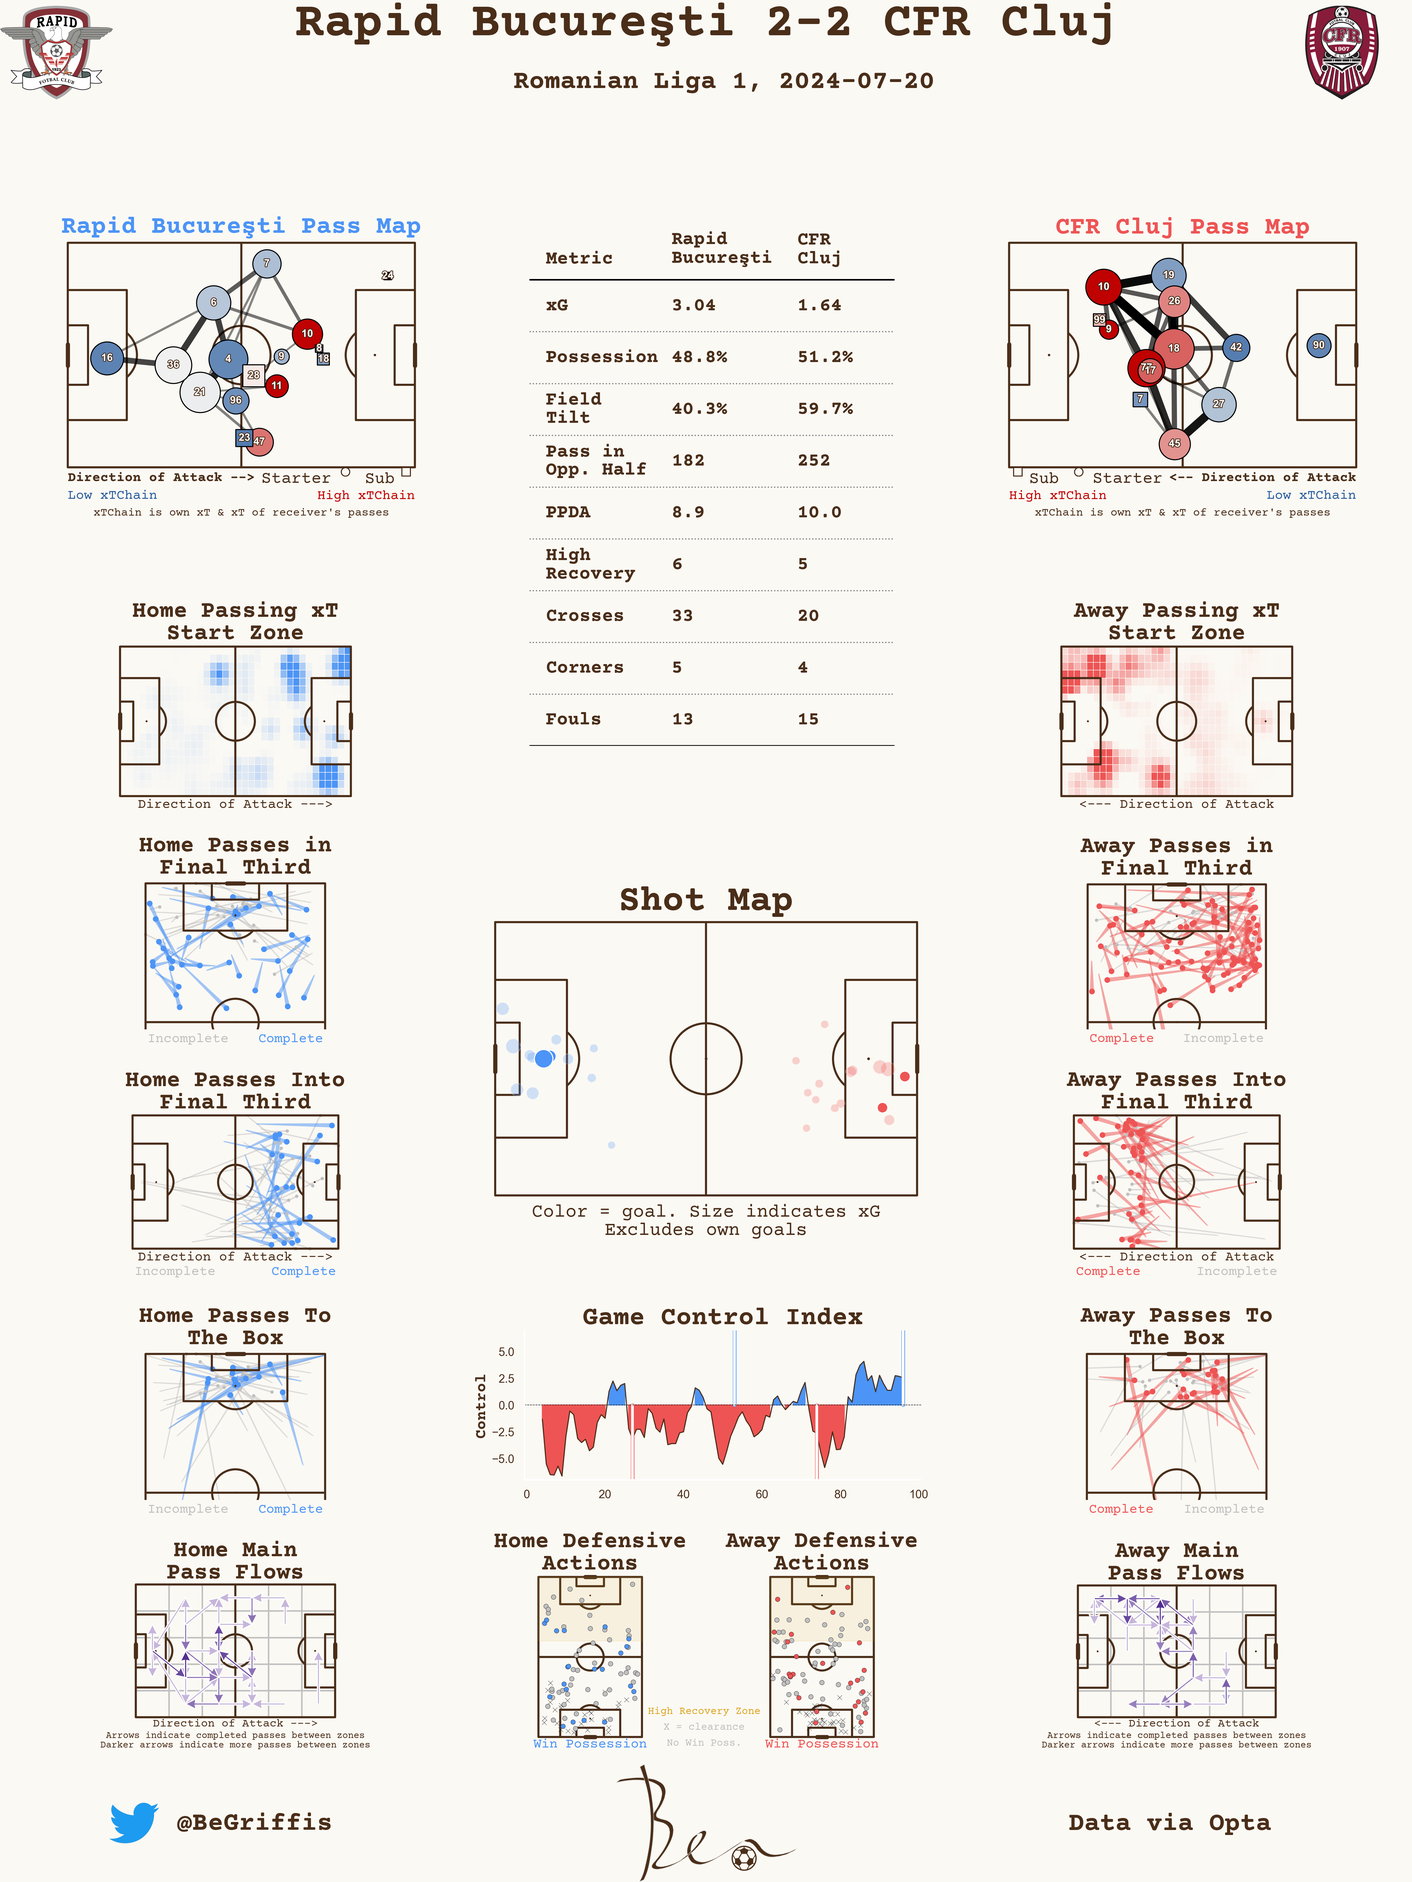 Rapid Bucureşti 2-2 CFR Cluj
Romanian Liga 1, 2024-07-20
RAPID
1923
FOTBAL CLUB
FOTBAL CLUB
CFR
1907
Rapid Bucureşti Pass Map
7
24
6
10
8
18
16
36
4
9
28
11
21
96
23
47
Direction of Attack --> Starter Sub
Low xTChain High xTChain
xTChain is own xT & xT of receiver's passes
Metric Rapid Bucureşti CFR Cluj
xG 3.04 1.64
Possession 48.8% 51.2%
Field Tilt 40.3% 59.7%
Pass in Opp. Half 182 252
PPDA 8.9 10.0
High Recovery 6 5
Crosses 33 20
Corners 5 4
Fouls 13 15
CFR Cluj Pass Map
19
10
26
99
9
18
42
90
77
17
7
27
45
Sub Starter <-- Direction of Attack
High xTChain Low xTChain
xTChain is own xT & xT of receiver's passes
Home Passing xT
Start Zone
Direction of Attack --->
Away Passing xT
Start Zone
<--- Direction of Attack
Home Passes in
Final Third
Incomplete Complete
Away Passes in
Final Third
Complete Incomplete
Shot Map
Color = goal. Size indicates xG
Excludes own goals
Home Passes Into
Final Third
Direction of Attack --->
Incomplete Complete
Away Passes Into
Final Third
<--- Direction of Attack
Complete Incomplete
Home Passes To
The Box
Incomplete Complete
Game Control Index
Control
5.0
2.5
0.0
−2.5
−5.0
0 20 40 60 80 100
Away Passes To
The Box
Complete Incomplete
Home Main
Pass Flows
Direction of Attack --->
Arrows indicate completed passes between zones
Darker arrows indicate more passes between zones
Home Defensive
Actions
Win Possession
High Recovery Zone
X = clearance
No Win Poss.
Away Defensive
Actions
Win Possession
Away Main
Pass Flows
<--- Direction of Attack
Arrows indicate completed passes between zones
Darker arrows indicate more passes between zones
@BeGriffis
Ben
Data via Opta